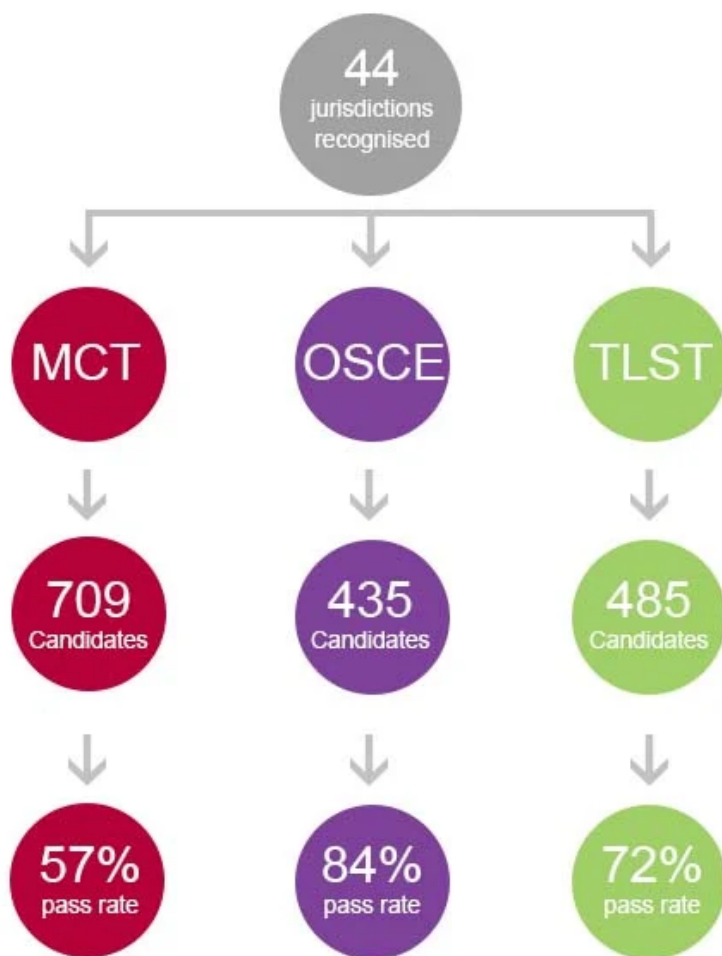 44
jurisdictions
recognised
MCT
OSCE
TLST
709
Candidates
435
Candidates
485
Candidates
57%
pass rate
84%
pass rate
72%
pass rate